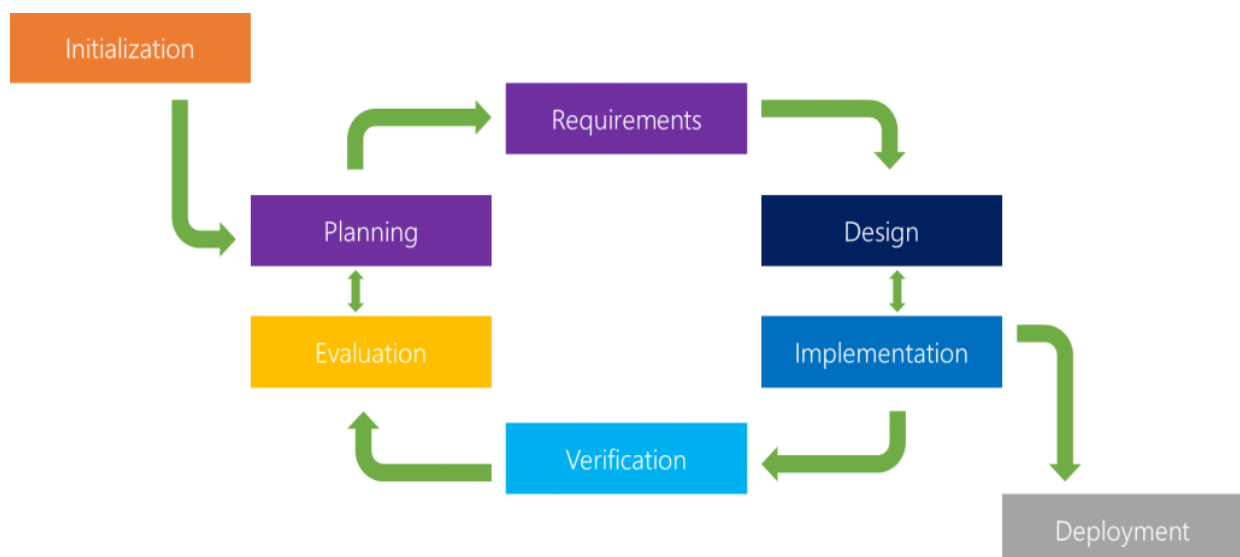 Initialization
Requirements
Planning
Design
Evaluation
Implementation
Verification
Deployment